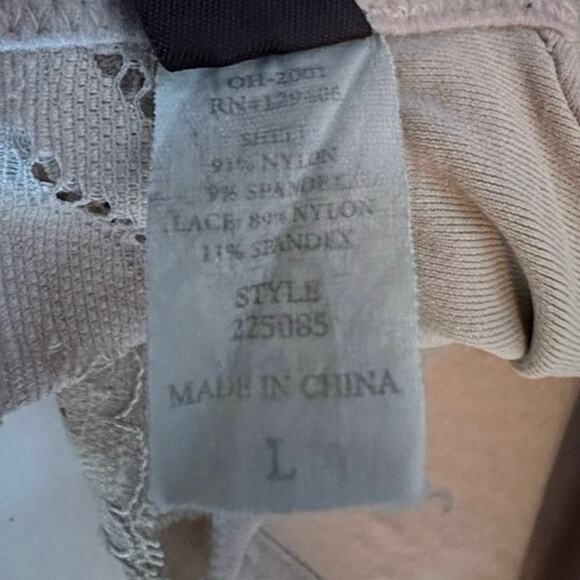 SHELL
91% NYLON
9% SPANDEX
LACE: 89% NYLON
11% SPANDEX
STYLE
225085
MADE IN CHINA
L